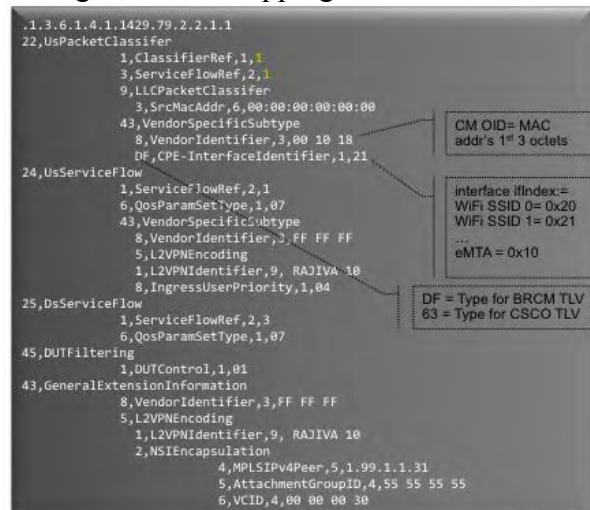 .1.3.6.1.4.1.1429.79.2.2.1.1
22,UsPacketClassifer
1,ClassifierRef,1,1
3,ServiceFlowRef,2,1
9,LLCPacketClassifer
3,SrcMacAddr,6,00:00:00:00:00:00
43,VendorSpecificSubtype
8,VendorIdentifier,3,00 10 18
DF,CPE-InterfaceIdentifier,1,21
24,UsServiceFlow
1,ServiceFlowRef,2,1
6,QosParamSetType,1,07
43,VendorSpecificSubtype
8,VendorIdentifier,3,FF FF FF
5,L2VPNEncoding
1,L2VPNIdentifier,9, RAJIVA 10
8,IngressUserPriority,1,04
25,DsServiceFlow
1,ServiceFlowRef,2,3
6,QosParamSetType,1,07
45,DUTFiltering
1,DUTControl,1,01
43,GeneralExtensionInformation
8,VendorIdentifier,3,FF FF FF
5,L2VPNEncoding
1,L2VPNIdentifier,9, RAJIVA 10
2,NSIEncapsulation
4,MPLSIPv4Peer,5,1.99.1.1.31
5,AttachmentGroupID,4,55 55 55 55
6,VCID,4,00 00 00 30
CM OID= MAC
addr's 1st 3 octets
interface ifIndex:=
WiFi SSID 0= 0x20
WiFi SSID 1= 0x21
...
eMTA = 0x10
DF = Type for BRCM TLV
63 = Type for CSCO TLV